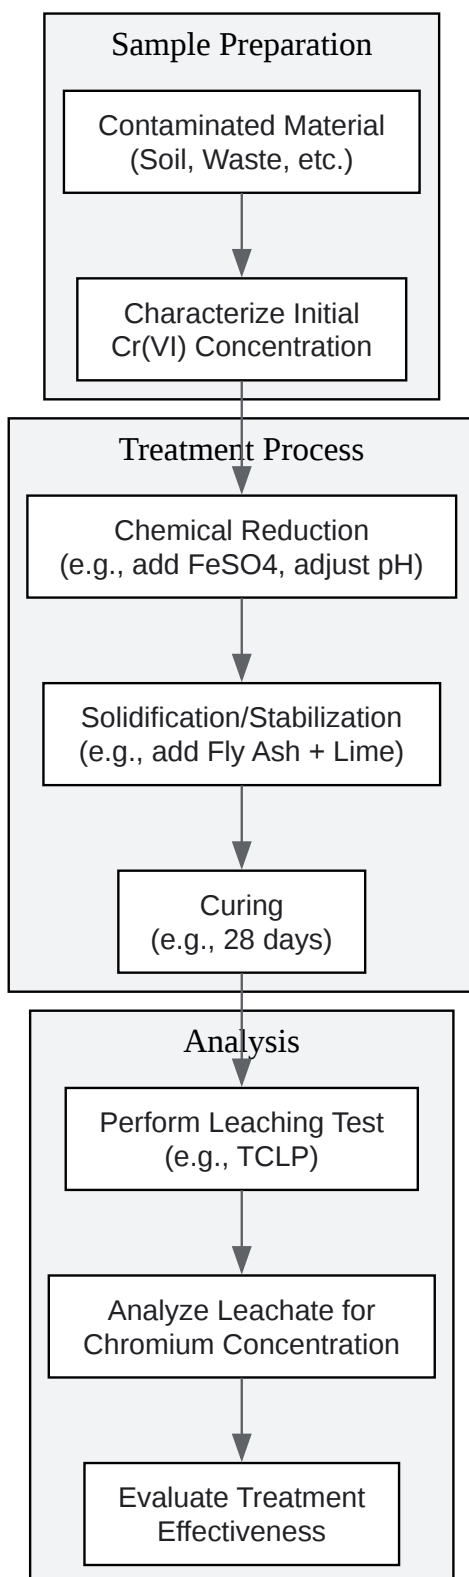 Sample Preparation
Contaminated Material
(Soil, Waste, etc.)
Characterize Initial
Cr(VI) Concentration
Treatment Process
Chemical Reduction
(e.g., add FeSO4, adjust pH)
Solidification/Stabilization
(e.g., add Fly Ash + Lime)
Curing
(e.g., 28 days)
Analysis
Perform Leaching Test
(e.g., TCLP)
Analyze Leachate for
Chromium Concentration
Evaluate Treatment
Effectiveness